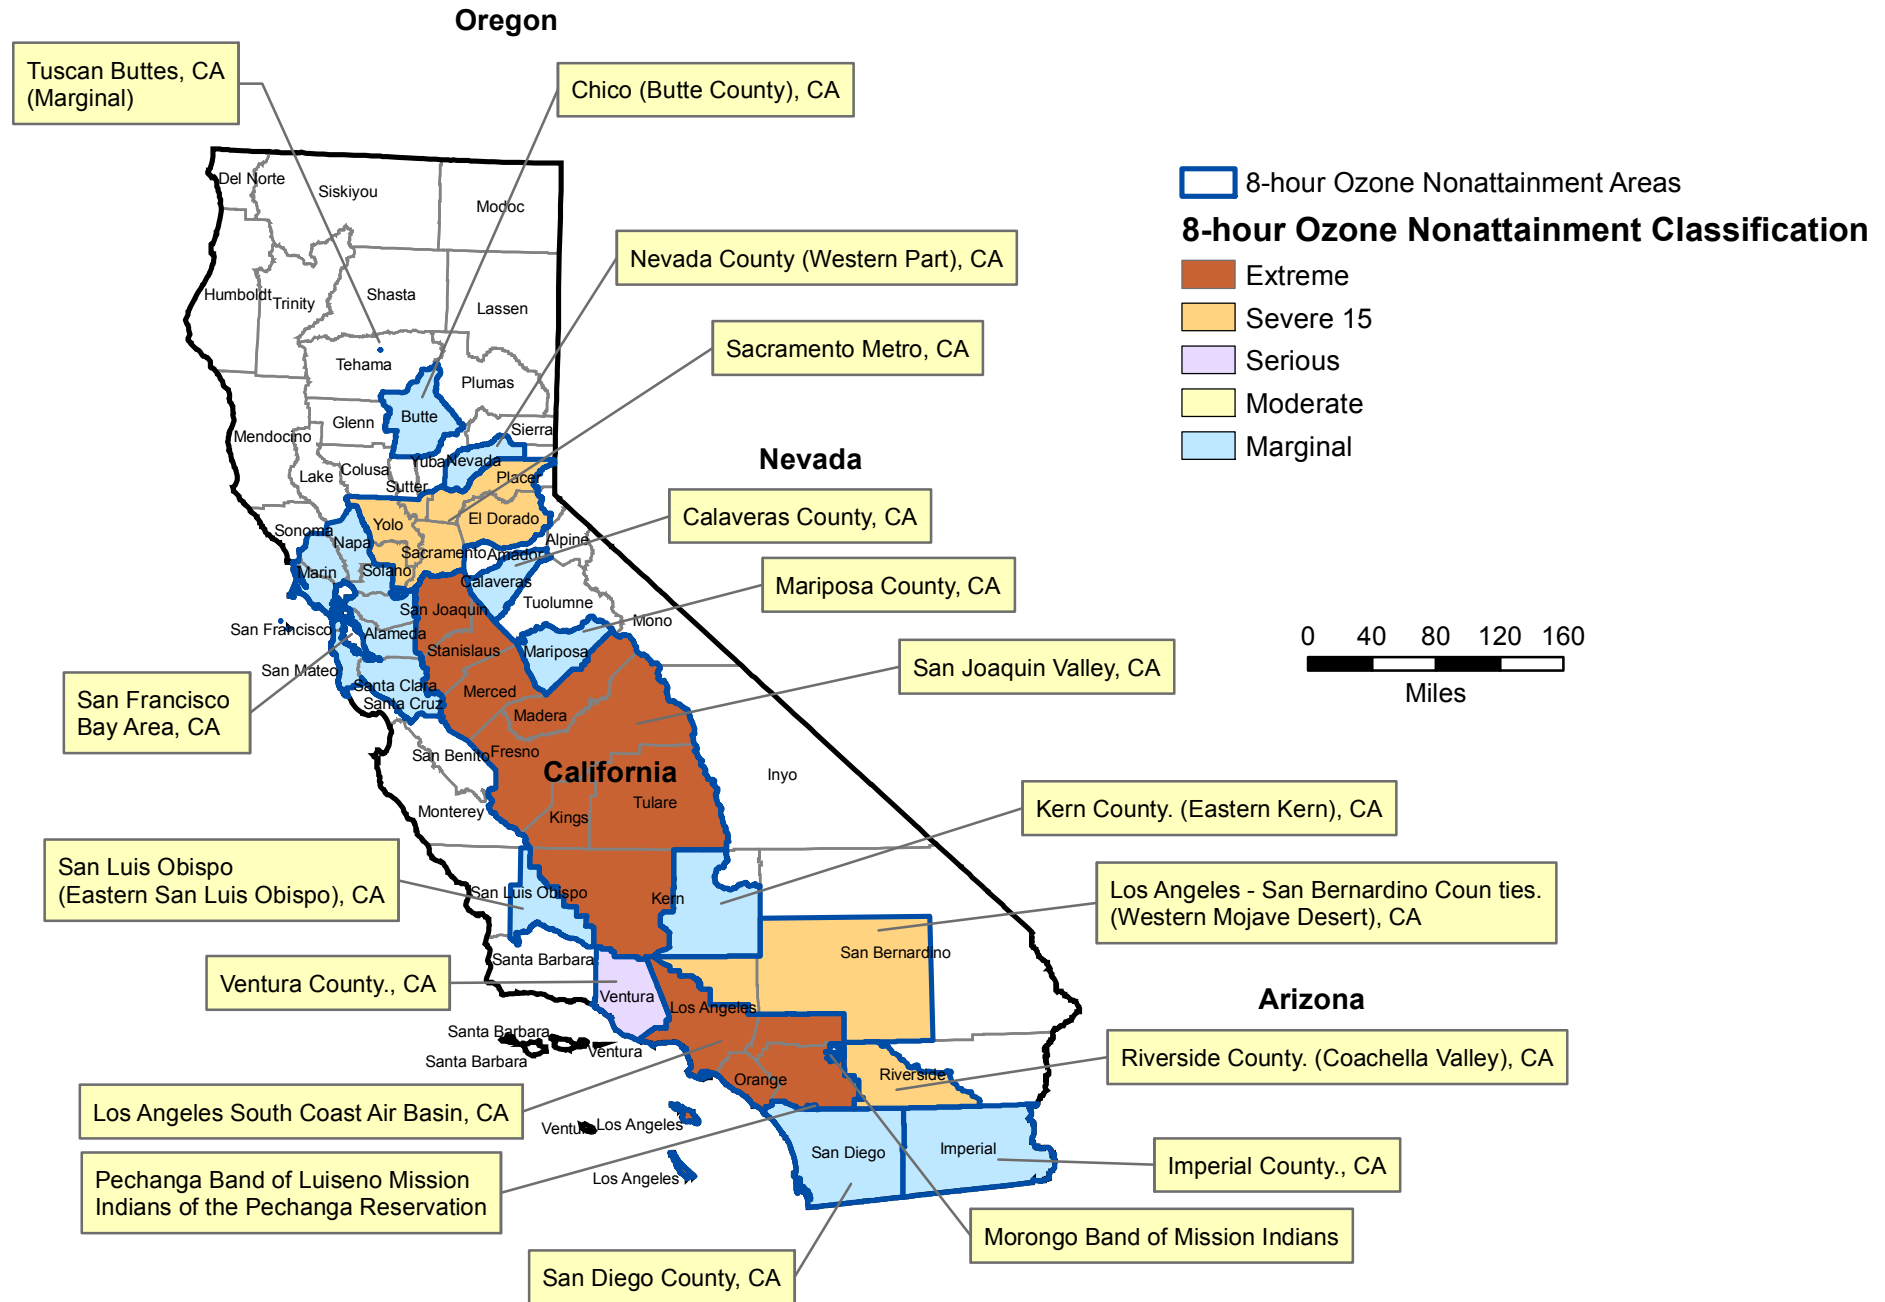 Oregon
Tuscan Buttes, CA
(Marginal)
Chico (Butte County), CA
Nevada County (Western Part), CA
Sacramento Metro, CA
Nevada
Calaveras County, CA
Mariposa County, CA
San Joaquin Valley, CA
San Francisco
Bay Area, CA
California
Kern County. (Eastern Kern), CA
San Luis Obispo
(Eastern San Luis Obispo), CA
Los Angeles - San Bernardino Coun ties.
(Western Mojave Desert), CA
Ventura County., CA
Arizona
Riverside County. (Coachella Valley), CA
Los Angeles South Coast Air Basin, CA
Pechanga Band of Luiseno Mission
Indians of the Pechanga Reservation
Imperial County., CA
Morongo Band of Mission Indians
San Diego County, CA
8-hour Ozone Nonattainment Areas
8-hour Ozone Nonattainment Classification
Extreme
Severe 15
Serious
Moderate
Marginal
0 40 80 120 160
Miles
Del Norte
Siskiyou
Modoc
Humboldt
Trinity
Shasta
Lassen
Tehama
Plumas
Butte
Glenn
Mendocino
Sierra
Lake
Colusa
Yuba
Nevada
Sutter
Placer
Sonoma
Napa
Yolo
El Dorado
Alpine
Sacramento
Amador
Marin
Solano
Calaveras
Tuolumne
Mono
San Joaquin
San Francisco
Alameda
Stanislaus
Mariposa
San Mateo
Santa Clara
Merced
Santa Cruz
Madera
San Benito
Fresno
Inyo
Monterey
Kings
Tulare
San Luis Obispo
Kern
Santa Barbara
San Bernardino
Ventura
Los Angeles
Santa Barbara
Santa Barbara
Ventura
Orange
Riverside
Ventura
Los Angeles
San Diego
Imperial
Los Angeles